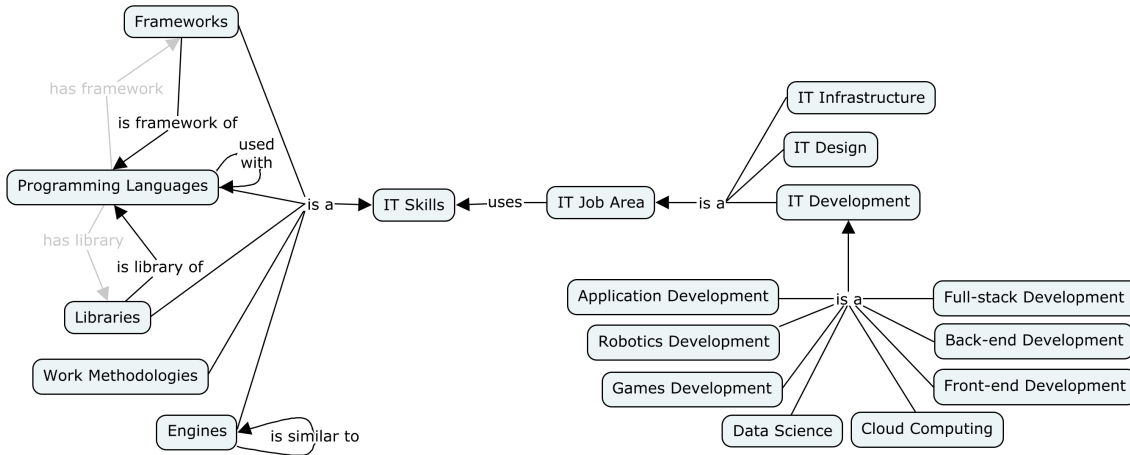 Frameworks
has framework
is framework of
used
with
Programming Languages
has library
is library of
Libraries
Work Methodologies
Engines
is similar to
is a
IT Skills
uses
IT Job Area
is a
IT Infrastructure
IT Design
IT Development
is a
Application Development
Robotics Development
Games Development
Data Science
Cloud Computing
Full-stack Development
Back-end Development
Front-end Development